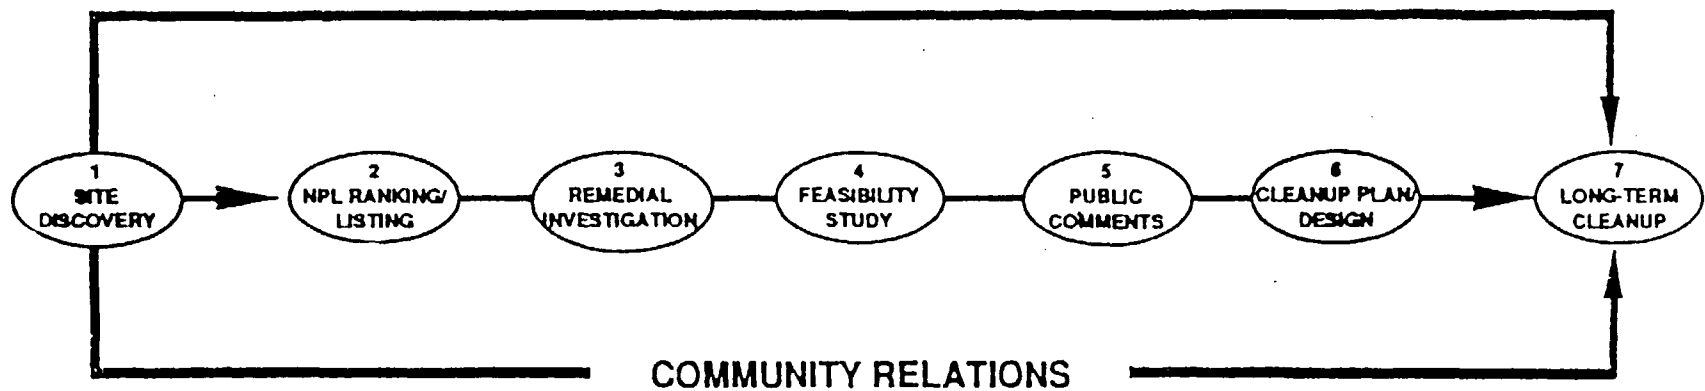 1
SITE
DISCOVERY
2
NPL RANKING/
LISTING
3
REMEDIAL
INVESTIGATION
4
FEASIBILITY
STUDY
5
PUBLIC
COMMENTS
6
CLEANUP PLAN/
DESIGN
7
LONG-TERM
CLEANUP
COMMUNITY RELATIONS